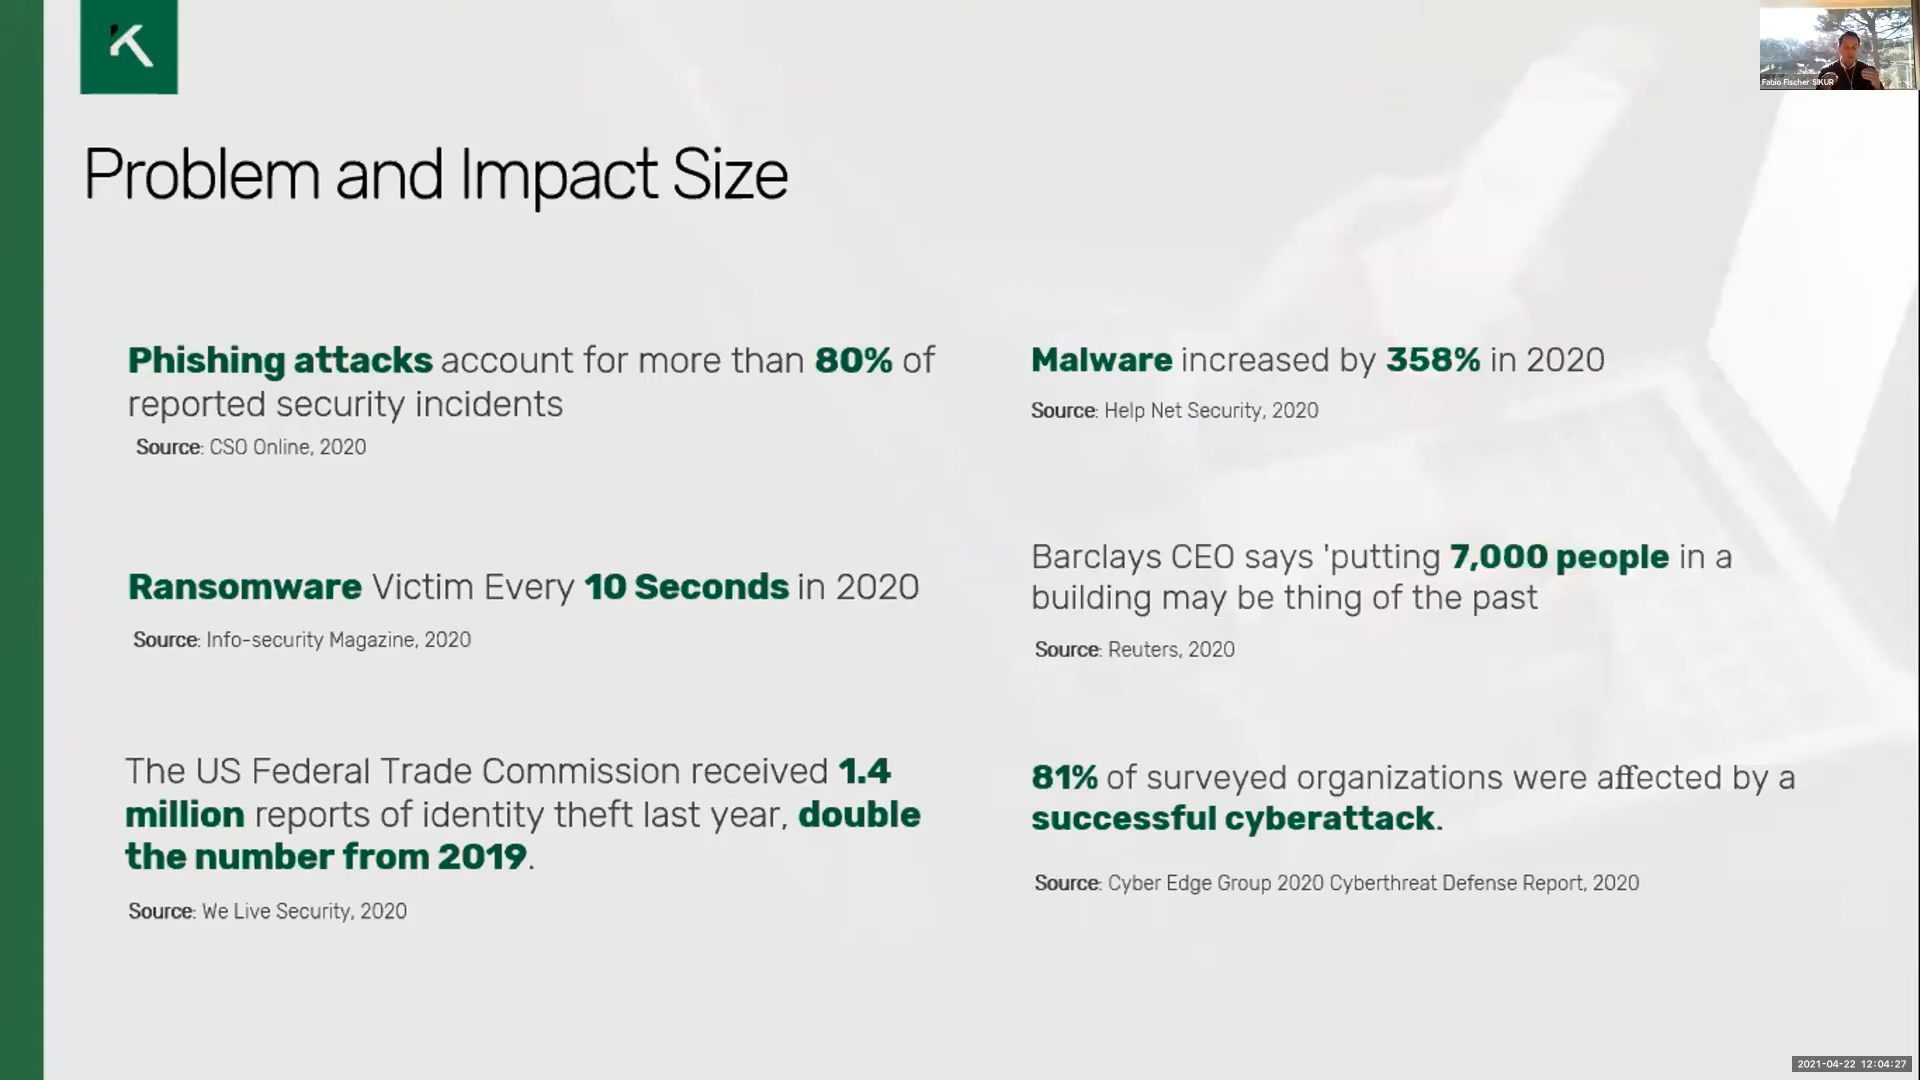 Problem and Impact Size
Phishing attacks account for more than 80% of
reported security incidents
Source: CSO Online, 2020
Ransomware Victim Every 10 Seconds in 2020
Source: Info-security Magazine, 2020
The US Federal Trade Commission received 1.4
million reports of identity theft last year, double
the number from 2019.
Source: We Live Security, 2020
Malware increased by 358% in 2020
Source: Help Net Security, 2020
Barclays CEO says 'putting 7,000 people in a
building may be thing of the past
Source: Reuters, 2020
81% of surveyed organizations were affected by a
successful cyberattack.
Source: Cyber Edge Group 2020 Cyberthreat Defense Report, 2020
Fabio Fischer SIKUR
2021-04-22 12:04:27